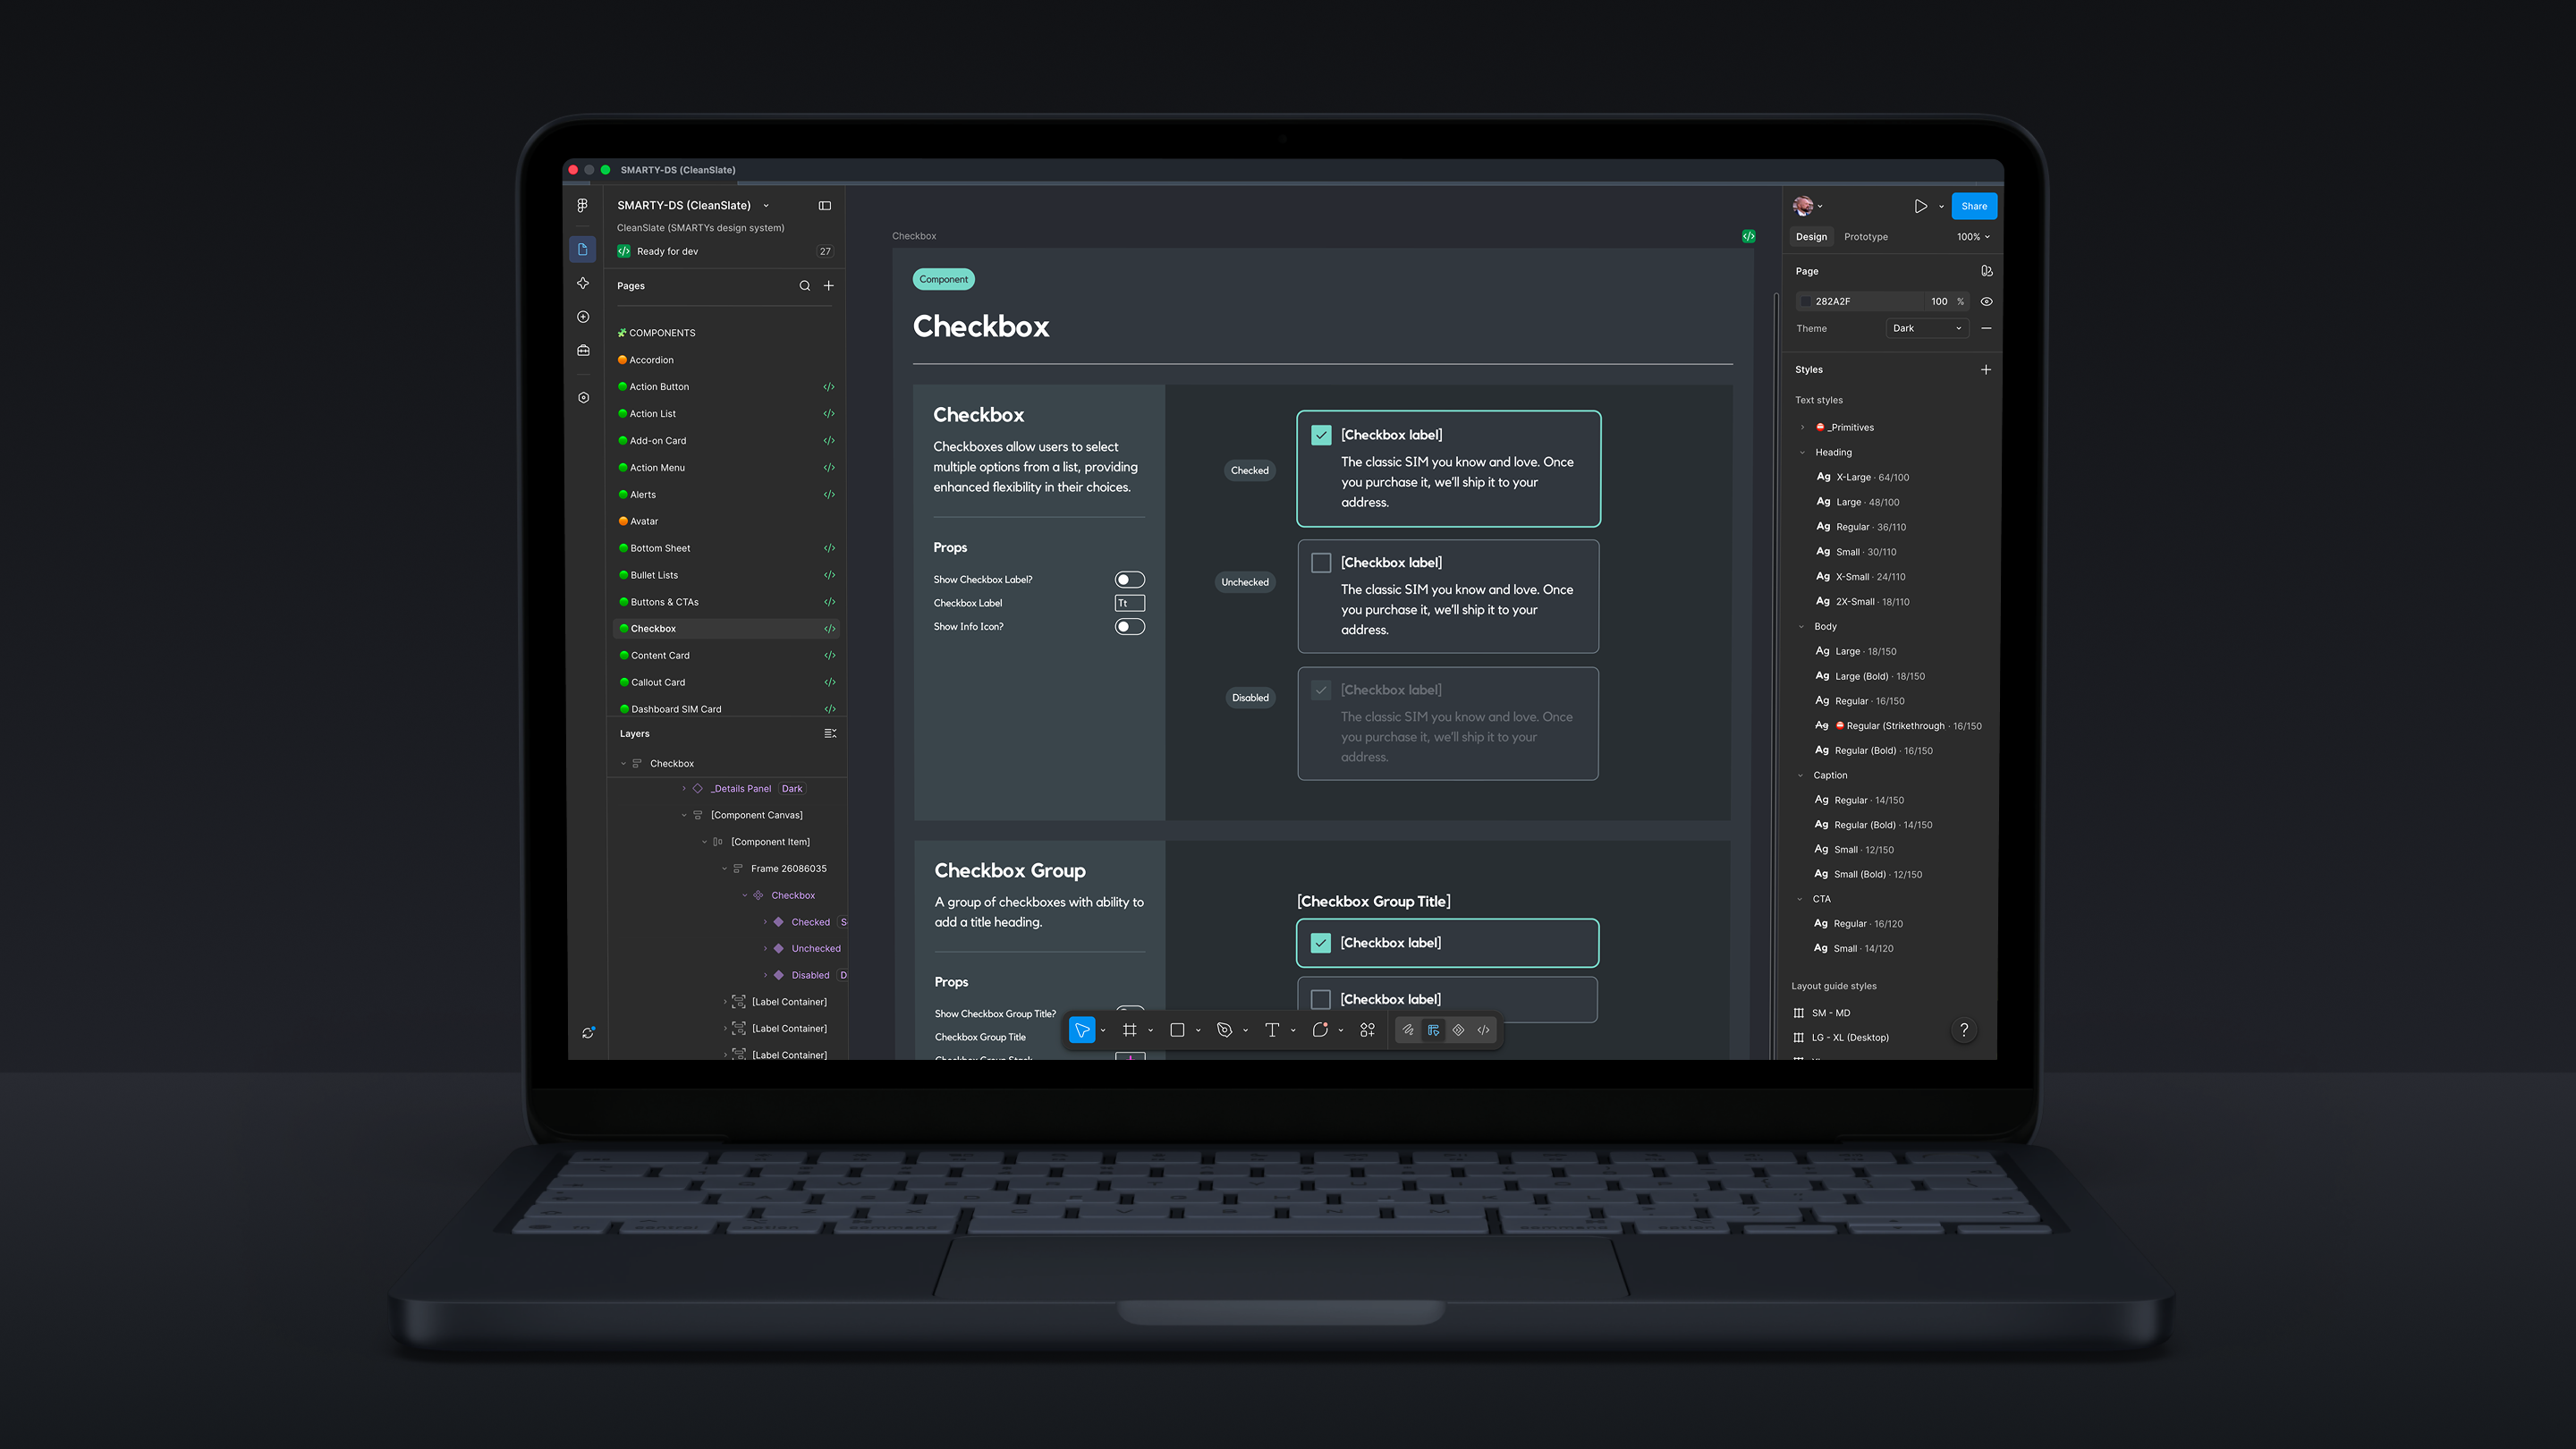 SMARTY-DS (CleanSlate)
SMARTY-DS (CleanSlate)
CleanSlate (SMARTYs design system)
Ready for dev
27
Pages
COMPONENTS
Accordion
Action Button
Action List
Add-on Card
Action Menu
Alerts
Avatar
Bottom Sheet
Bullet Lists
Buttons & CTAs
Checkbox
Content Card
Callout Card
Dashboard SIM Card
Layers
Checkbox
_Details Panel Dark
[Component Canvas]
[Component Item]
Frame 26086035
Checkbox
Checked S
Unchecked
Disabled D
[Label Container]
[Label Container]
[Label Container]
Checkbox
Component
Checkbox
Checkbox
Checkboxes allow users to select
multiple options from a list, providing
enhanced flexibility in their choices.
Props
Show Checkbox Label?
Checkbox Label
Tt
Show Info Icon?
Checked
[Checkbox label]
The classic SIM you know and love. Once
you purchase it, we'll ship it to your
address.
Unchecked
[Checkbox label]
The classic SIM you know and love. Once
you purchase it, we'll ship it to your
address.
Disabled
[Checkbox label]
The classic SIM you know and love. Once
you purchase it, we'll ship it to your
address.
Checkbox Group
A group of checkboxes with ability to
add a title heading.
Props
Show Checkbox Group Title?
Checkbox Group Title
Checkbox Group Stack
[Checkbox Group Title]
[Checkbox label]
[Checkbox label]
Share
Design Prototype 100%
Page
282A2F 100 %
Theme Dark
Styles
Text styles
_Primitives
Heading
Ag X-Large · 64/100
Ag Large · 48/100
Ag Regular · 36/110
Ag Small · 30/110
Ag X-Small · 24/110
Ag 2X-Small · 18/110
Body
Ag Large · 18/150
Ag Large (Bold) · 18/150
Ag Regular · 16/150
Ag Regular (Strikethrough · 16/150
Ag Regular (Bold) · 16/150
Caption
Ag Regular · 14/150
Ag Regular (Bold) · 14/150
Ag Small · 12/150
Ag Small (Bold) · 12/150
CTA
Ag Regular · 16/120
Ag Small · 14/120
Layout guide styles
SM - MD
LG - XL (Desktop)
?